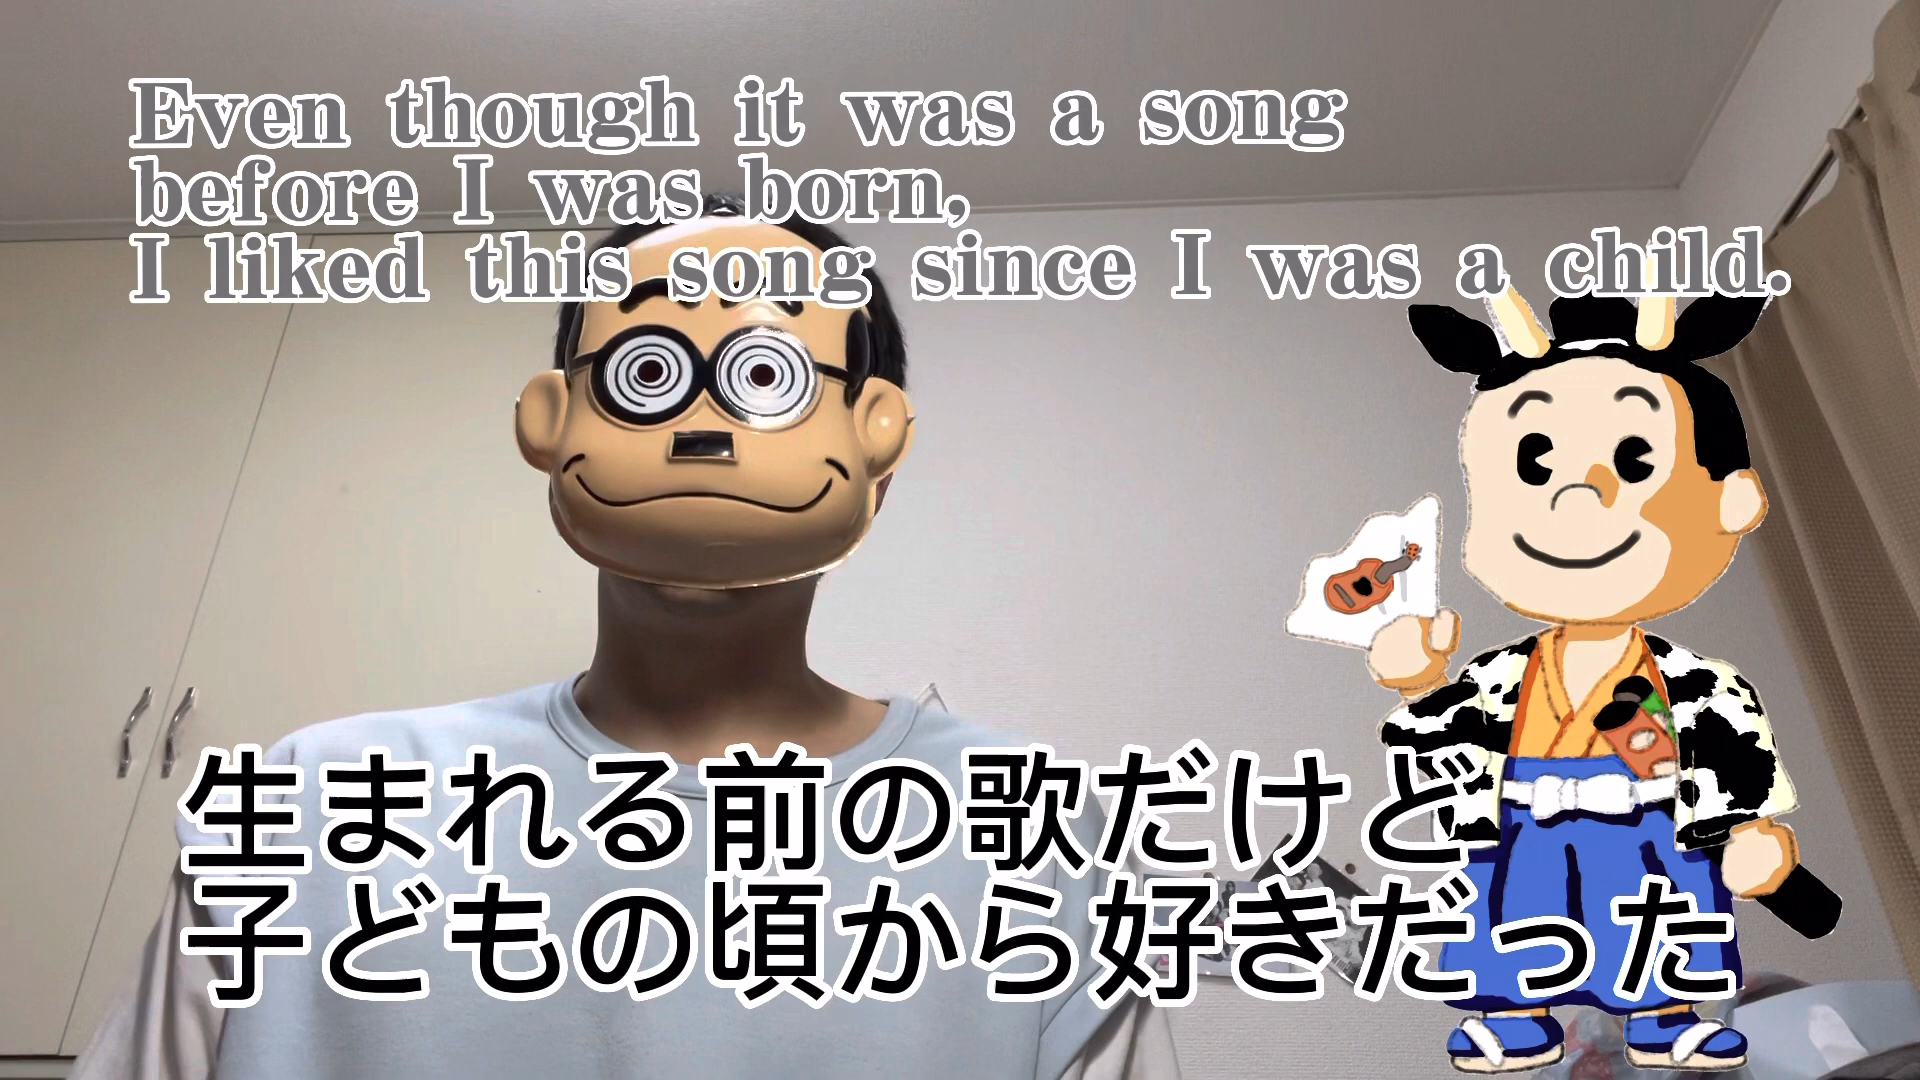 Even though it was a song
before I was born,
I liked this song since I was a child.
生まれる前の歌だけど
子どもの頃から好きだった